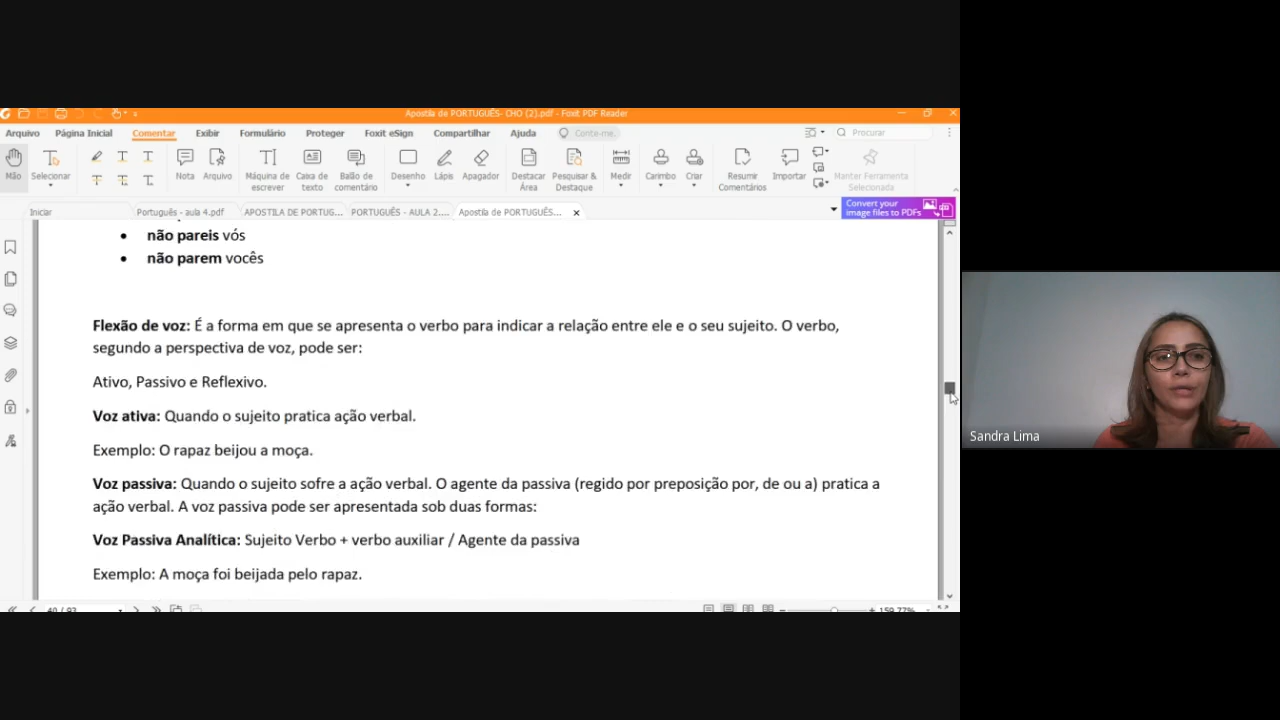 Apostila de PORTUGUÊS- CHO (2).pdf - Foxit PDF Reader
Arquivo Página Inicial Comentar Exibir Formulário Proteger Foxit eSign Compartilhar Ajuda Conte-me. Procurar
Mão Selecionar Nota Arquivo Máquina de escrever Caixa de texto Balão de comentário Desenho Lápis Apagador Destacar Área Pesquisar & Destaque Medir Carimbo Criar Resumir Comentários Importar Manter Ferramenta Selecionada
Iniciar Português - aula 4.pdf APOSTILA DE PORTUG... PORTUGUÊS - AULA 2.... Apostila de PORTUGUÊS... Convert your image files to PDFs
• não pareis vós
• não parem vocês
Flexão de voz: É a forma em que se apresenta o verbo para indicar a relação entre ele e o seu sujeito. O verbo,
segundo a perspectiva de voz, pode ser:
Ativo, Passivo e Reflexivo.
Voz ativa: Quando o sujeito pratica ação verbal.
Exemplo: O rapaz beijou a moça.
Voz passiva: Quando o sujeito sofre a ação verbal. O agente da passiva (regido por preposição por, de ou a) pratica a
ação verbal. A voz passiva pode ser apresentada sob duas formas:
Voz Passiva Analítica: Sujeito Verbo + verbo auxiliar / Agente da passiva
Exemplo: A moça foi beijada pelo rapaz.
40 / 93 159.77%
Sandra Lima